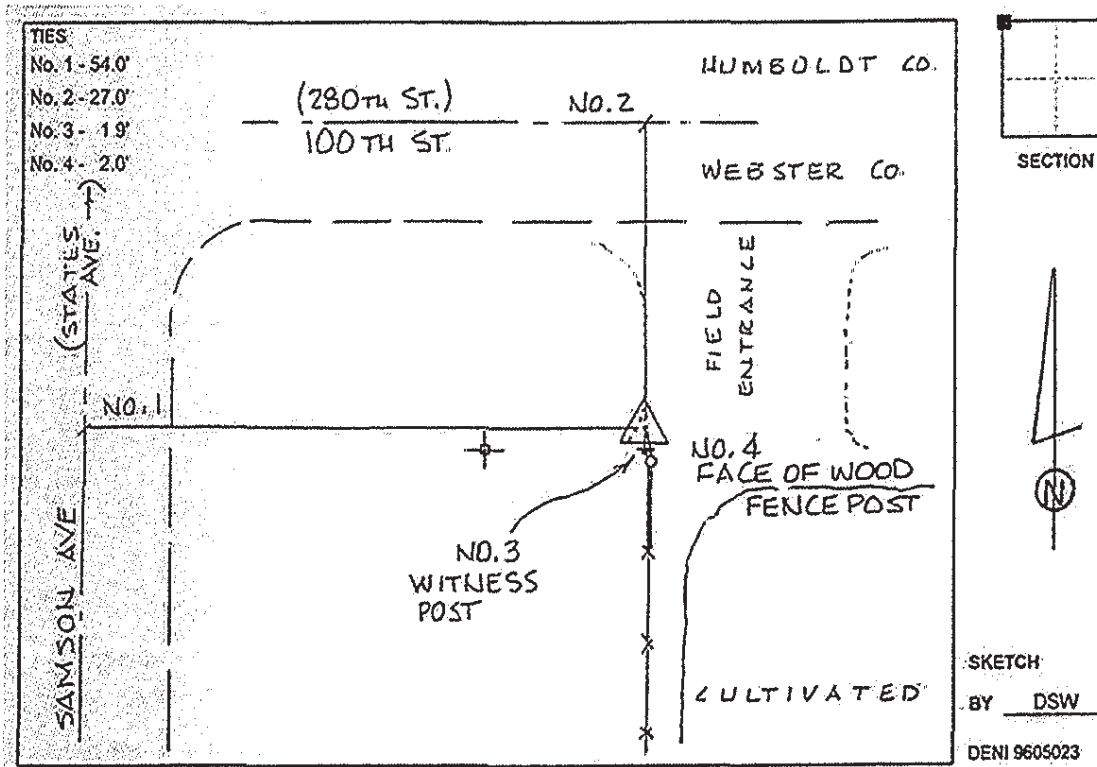 TIES
No. 1 - 54.0'
No. 2 - 27.0'
No. 3 - 1.9'
No. 4 - 2.0'
HUMBOLDT CO.
(280TH ST.)
NO.2
100TH ST.
WEBSTER CO.
SECTION
(STATES
AVE.)
FIELD
ENTRANCE
NO.1
NO.4
FACE OF WOOD
FENCE POST
N
NO.3
WITNESS
POST
SAMSON AVE
CULTIVATED
SKETCH
BY DSW
DENI 9605023